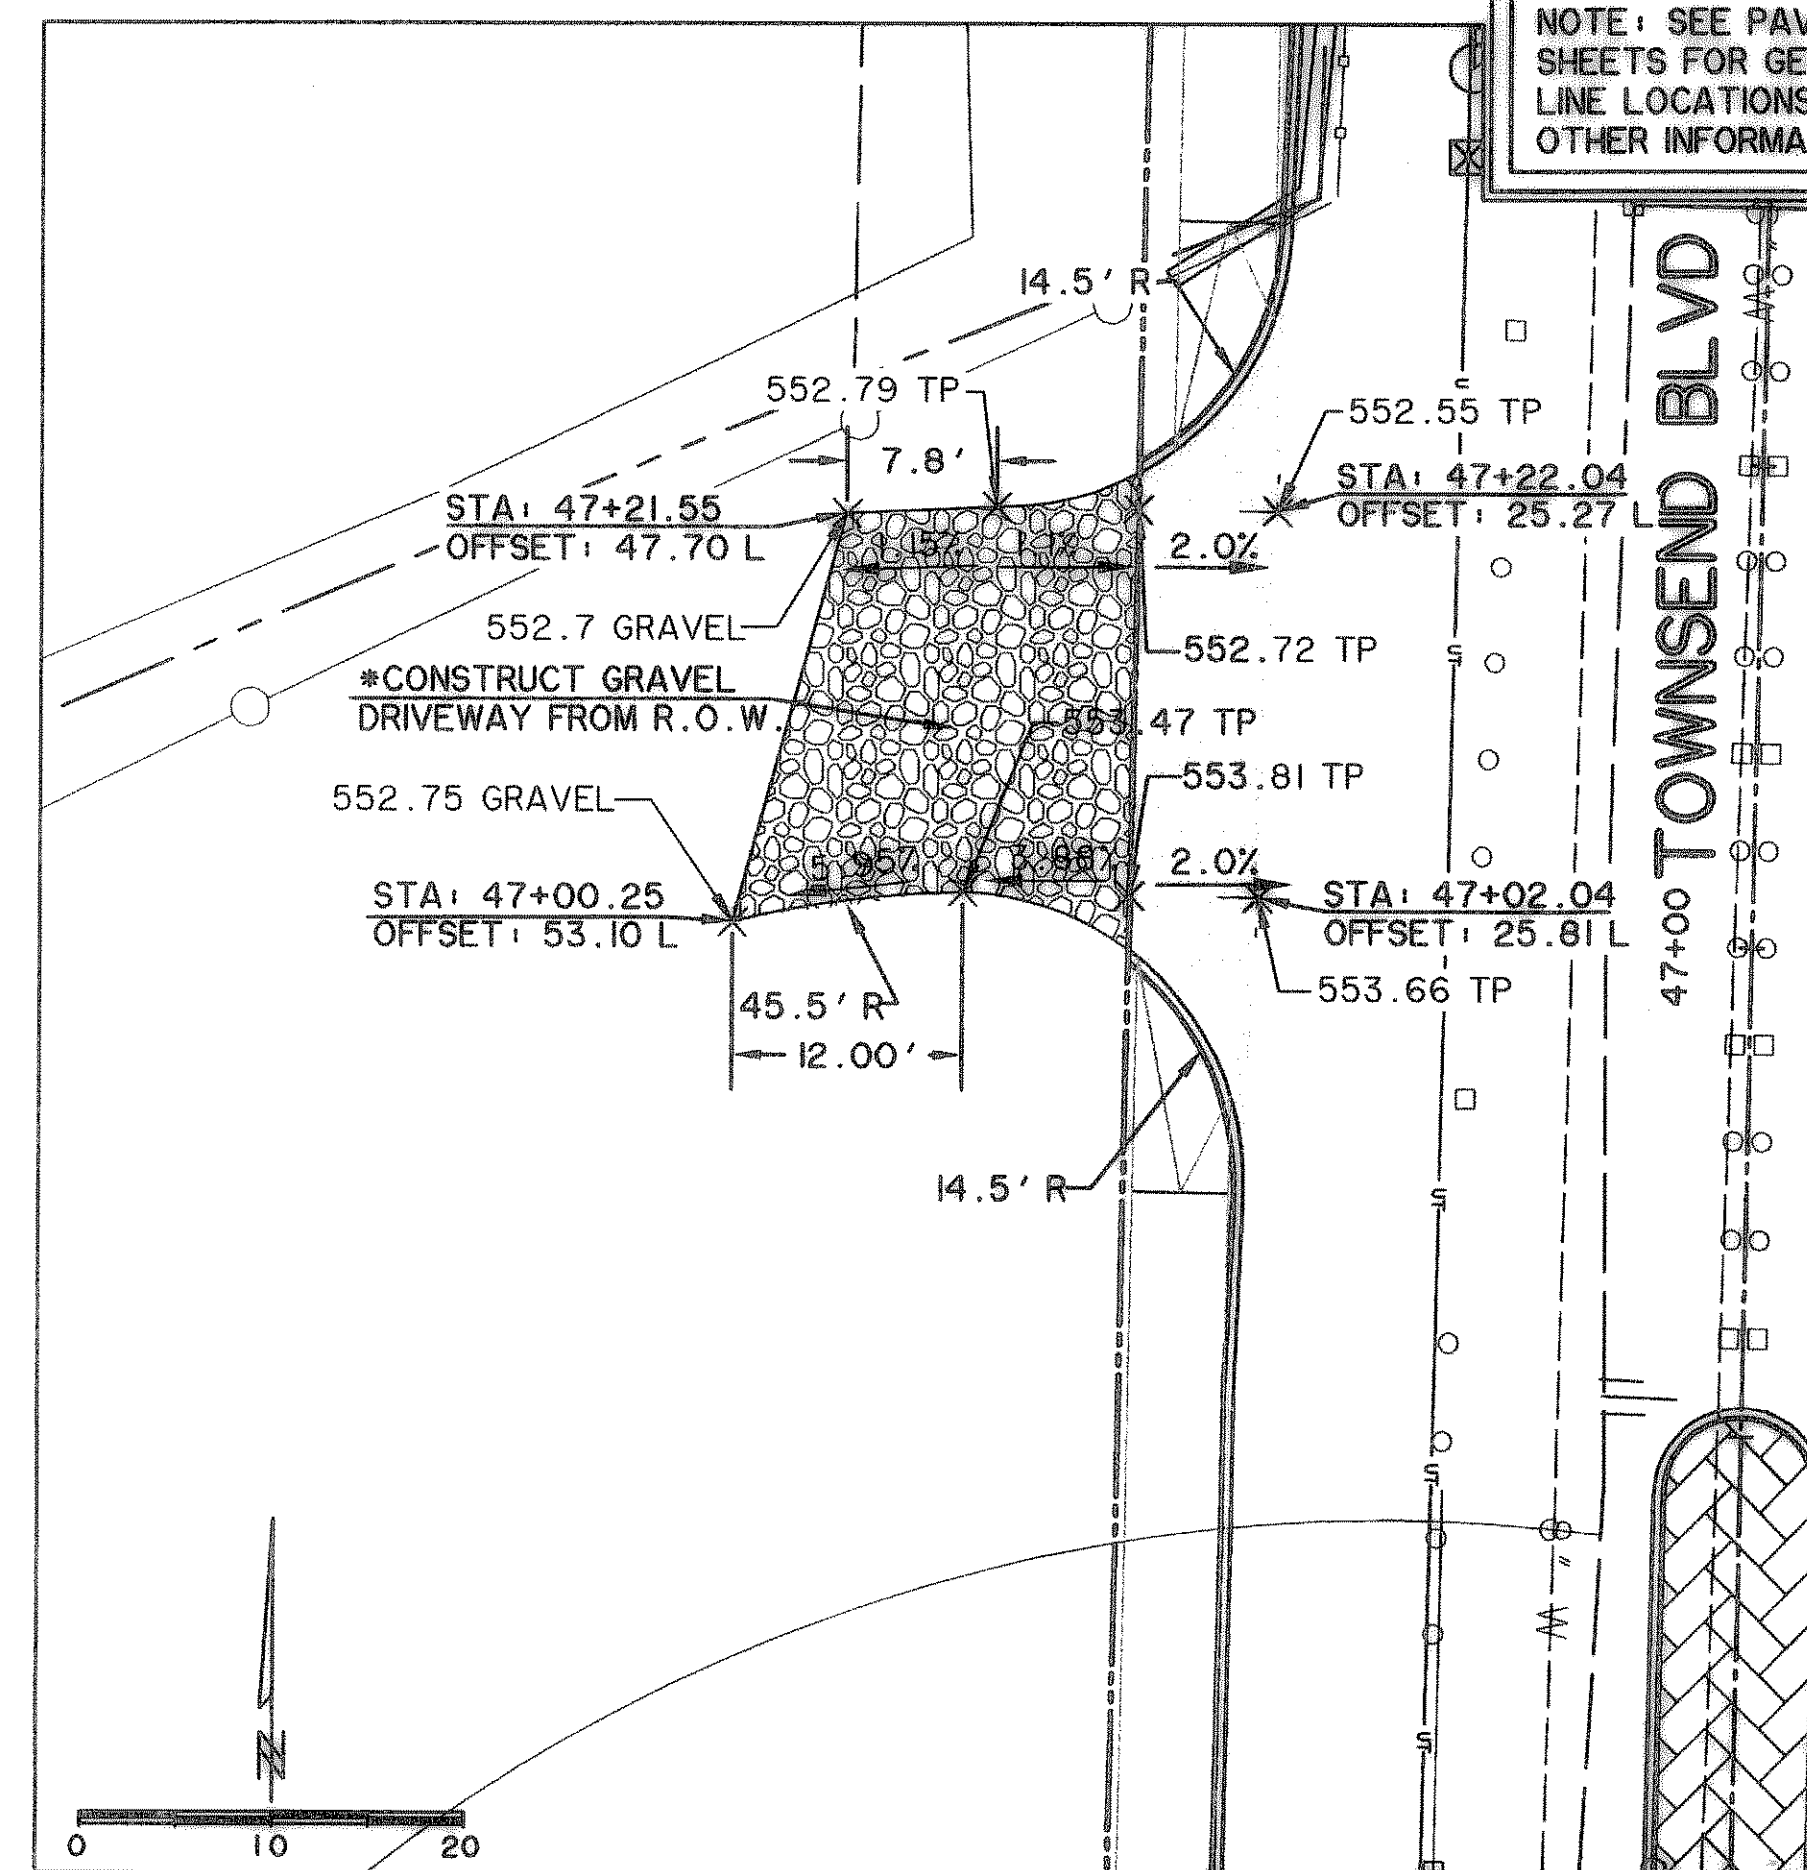 NOTE: SEE PAV
SHEETS FOR GE
LINE LOCATIONS
OTHER INFORMA
14.5' R
552.79 TP
7.8'
552.55 TP
STA: 47+21.55
OFFSET: 47.70 L
STA: 47+22.04
OFFSET: 25.27 L
2.0%
552.7 GRAVEL
552.72 TP
*CONSTRUCT GRAVEL
DRIVEWAY FROM R.O.W.
553.47 TP
553.81 TP
552.75 GRAVEL
2.0%
STA: 47+00.25
OFFSET: 53.10 L
STA: 47+02.04
OFFSET: 25.81 L
553.66 TP
45.5' R
12.00'
14.5' R
47+00
TOWNSEND BLVD
N
0 10 20